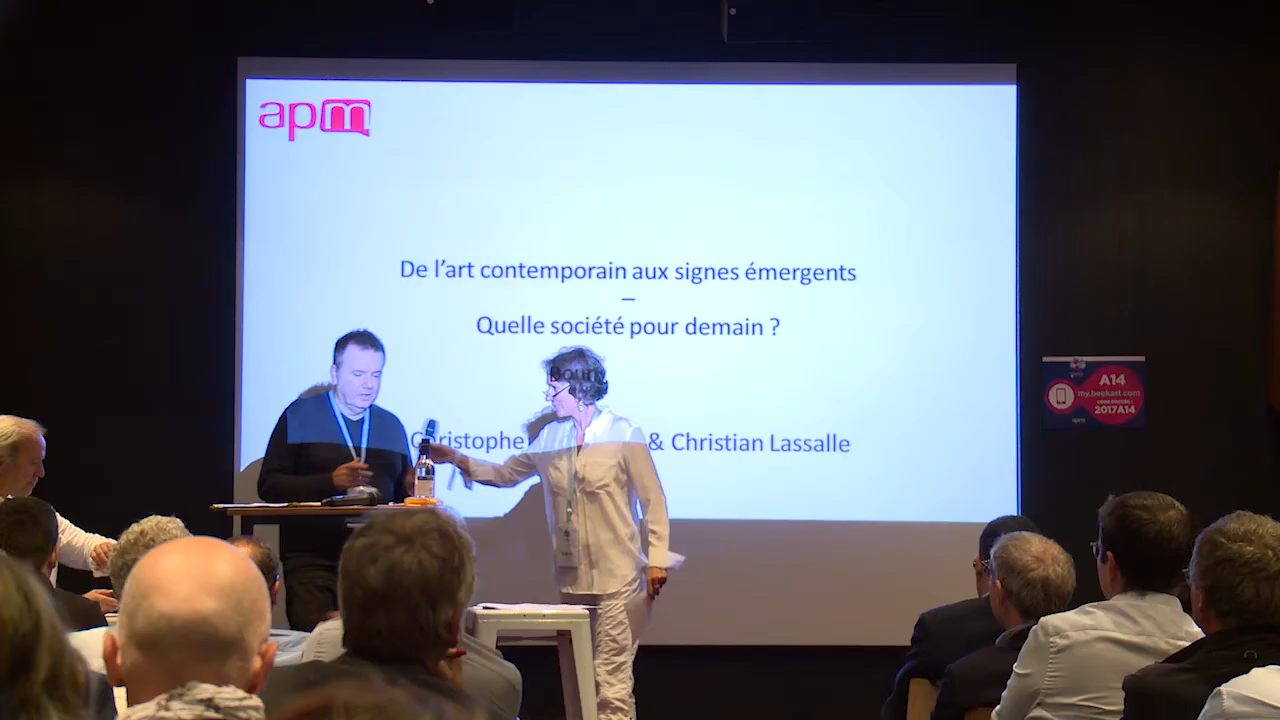 apm
De l'art contemporain aux signes émergents
–
Quelle société pour demain ?
Christophe
& Christian Lassalle
A14
my.beekast.com
2017A14
apm